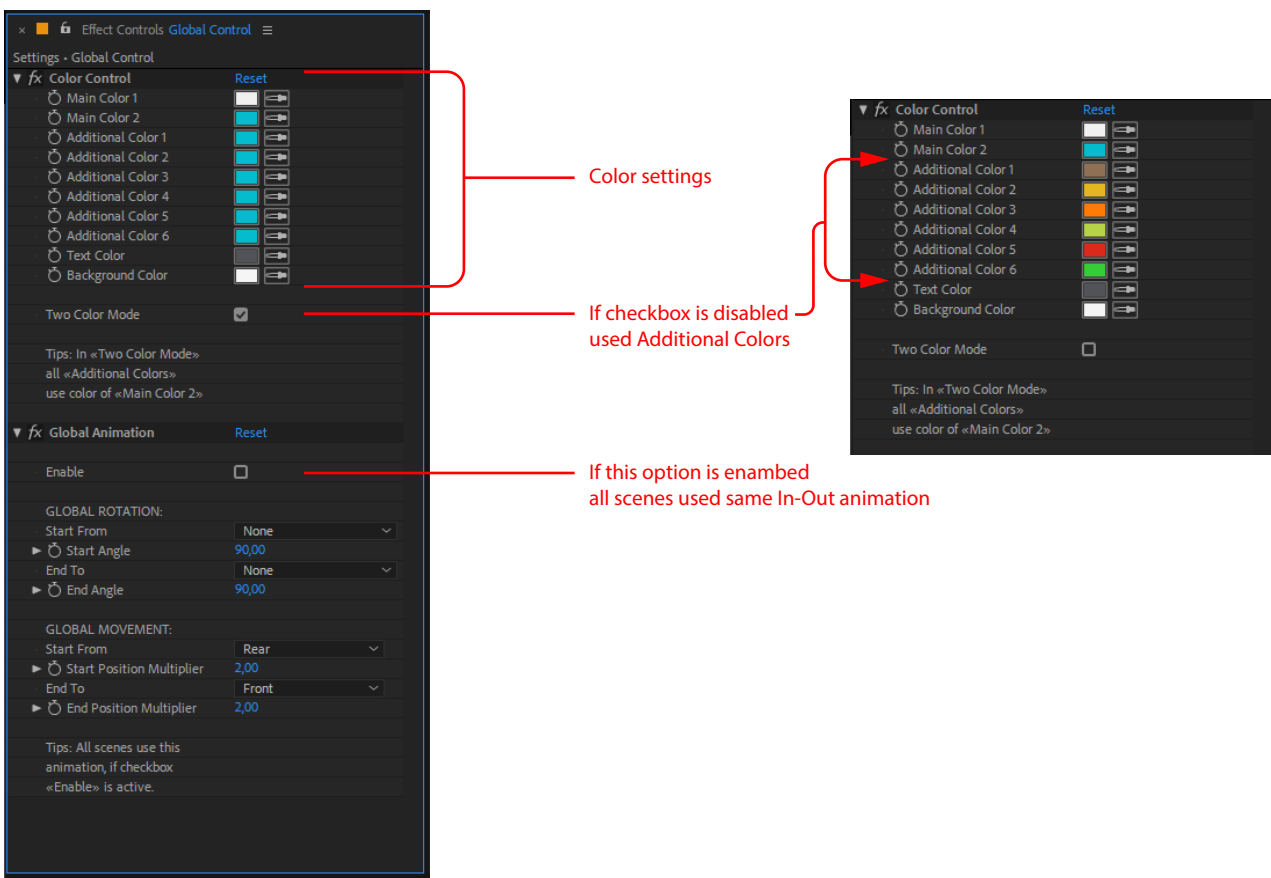 Effect Controls Global Control
Settings • Global Control
fx Color Control Reset
Main Color 1
Main Color 2
Additional Color 1
Additional Color 2
Additional Color 3
Additional Color 4
Additional Color 5
Additional Color 6
Text Color
Background Color
Two Color Mode
Tips: In «Two Color Mode»
all «Additional Colors»
use color of «Main Color 2»
fx Global Animation Reset
Enable
GLOBAL ROTATION:
Start From None
Start Angle 90,00
End To None
End Angle 90,00
GLOBAL MOVEMENT:
Start From Rear
Start Position Multiplier 2,00
End To Front
End Position Multiplier 2,00
Tips: All scenes use this
animation, if checkbox
«Enable» is active.
Color settings
If checkbox is disabled
used Additional Colors
If this option is enambed
all scenes used same In-Out animation
fx Color Control Reset
Main Color 1
Main Color 2
Additional Color 1
Additional Color 2
Additional Color 3
Additional Color 4
Additional Color 5
Additional Color 6
Text Color
Background Color
Two Color Mode
Tips: In «Two Color Mode»
all «Additional Colors»
use color of «Main Color 2»